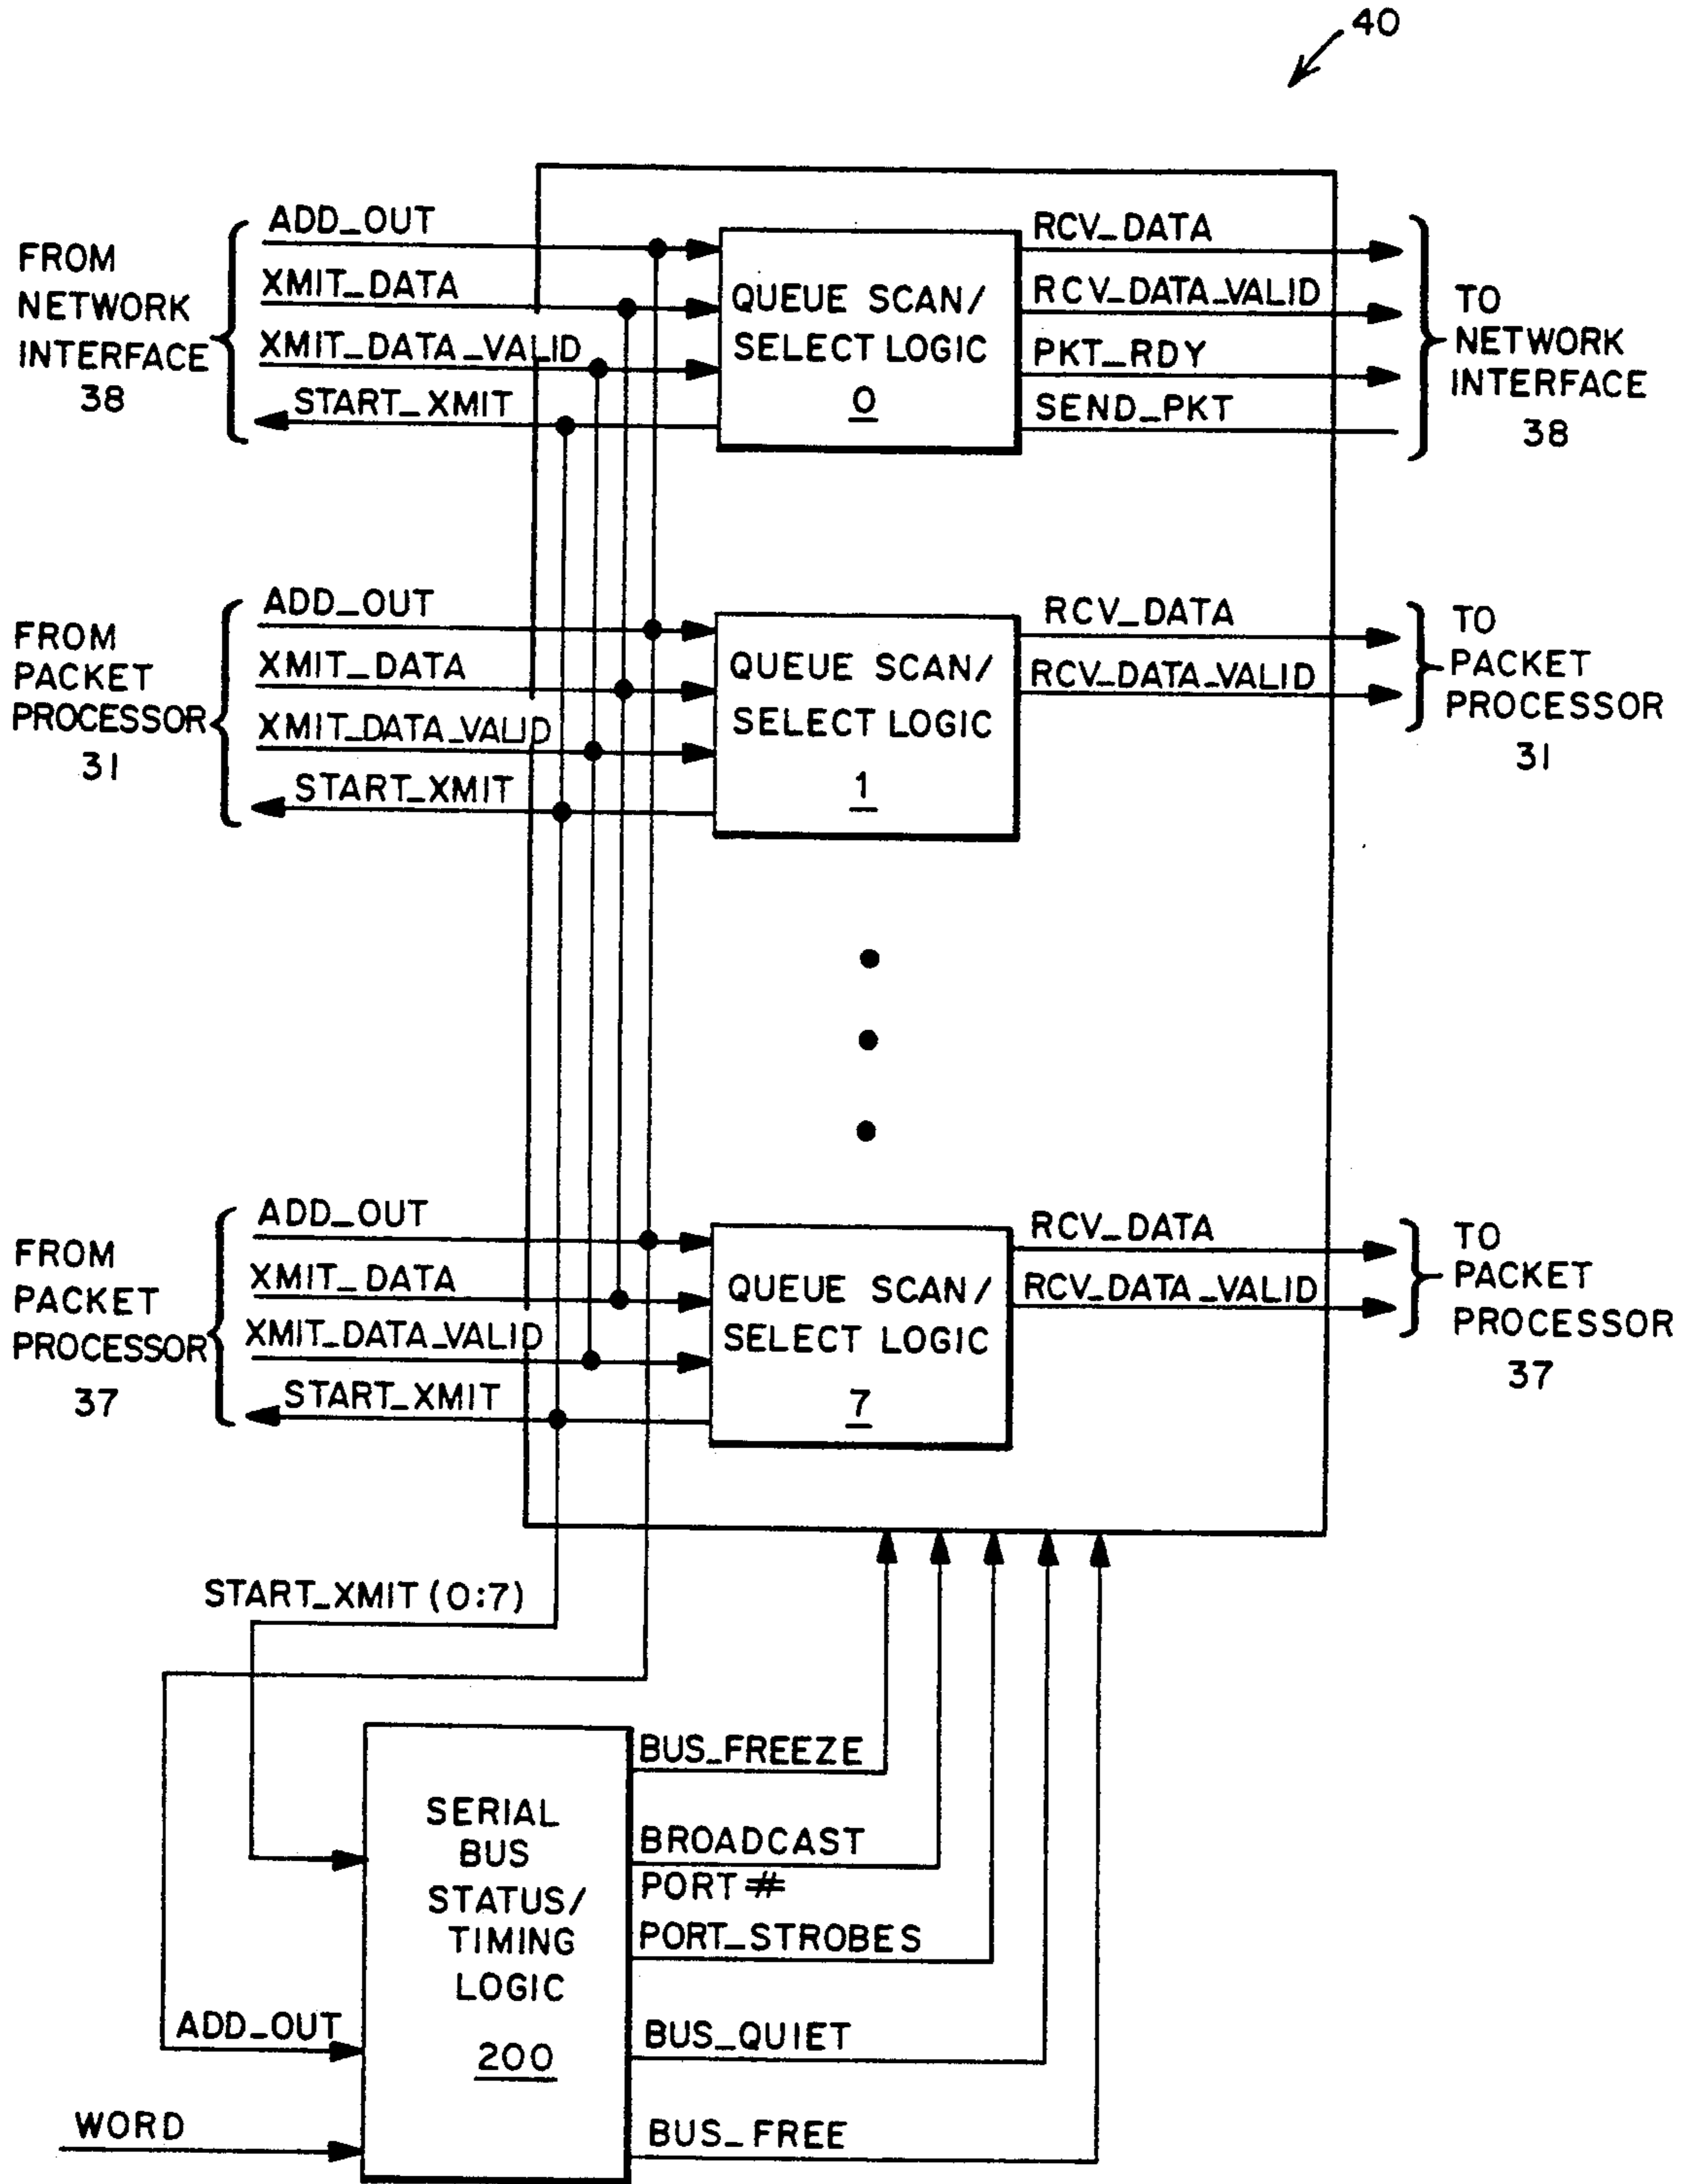 40
FROM
NETWORK
INTERFACE
38
ADD_OUT
XMIT_DATA
XMIT_DATA_VALID
START_XMIT
QUEUE SCAN/
SELECT LOGIC
0
RCV_DATA
RCV_DATA_VALID
PKT_RDY
SEND_PKT
TO
NETWORK
INTERFACE
38
FROM
PACKET
PROCESSOR
31
ADD_OUT
XMIT_DATA
XMIT_DATA_VALID
START_XMIT
QUEUE SCAN/
SELECT LOGIC
1
RCV_DATA
RCV_DATA_VALID
TO
PACKET
PROCESSOR
31
FROM
PACKET
PROCESSOR
37
ADD_OUT
XMIT_DATA
XMIT_DATA_VALID
START_XMIT
QUEUE SCAN/
SELECT LOGIC
7
RCV_DATA
RCV_DATA_VALID
TO
PACKET
PROCESSOR
37
START_XMIT (0:7)
ADD_OUT
WORD
SERIAL
BUS
STATUS/
TIMING
LOGIC
200
BUS_FREEZE
BROADCAST
PORT #
PORT_STROBES
BUS_QUIET
BUS_FREE